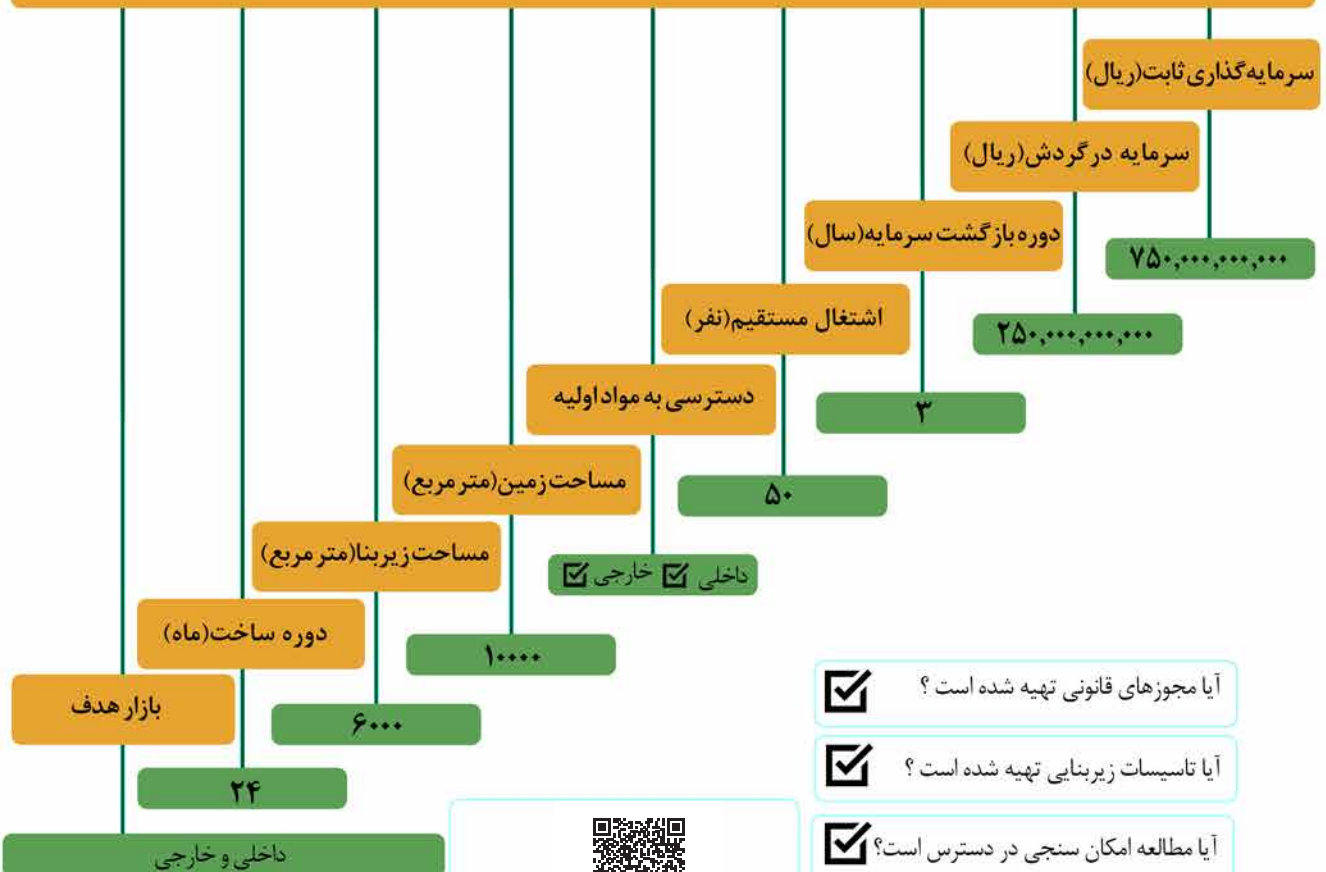 سرمایه‌گذاری ثابت(ریال)
۷۵۰,۰۰۰,۰۰۰,۰۰۰
سرمایه در گردش(ریال)
۲۵۰,۰۰۰,۰۰۰,۰۰۰
دوره بازگشت سرمایه(سال)
۳
اشتغال مستقیم(نفر)
۵۰
دسترسی به مواد اولیه
داخلی ☑ خارجی ☑
مساحت زمین(متر مربع)
۱۰۰۰۰
مساحت زیربنا(متر مربع)
۶۰۰۰
دوره ساخت(ماه)
۲۴
بازار هدف
داخلی و خارجی
آیا مجوزهای قانونی تهیه شده است ؟ ☑
آیا تاسیسات زیربنایی تهیه شده است ؟ ☑
آیا مطالعه امکان سنجی در دسترس است؟ ☑